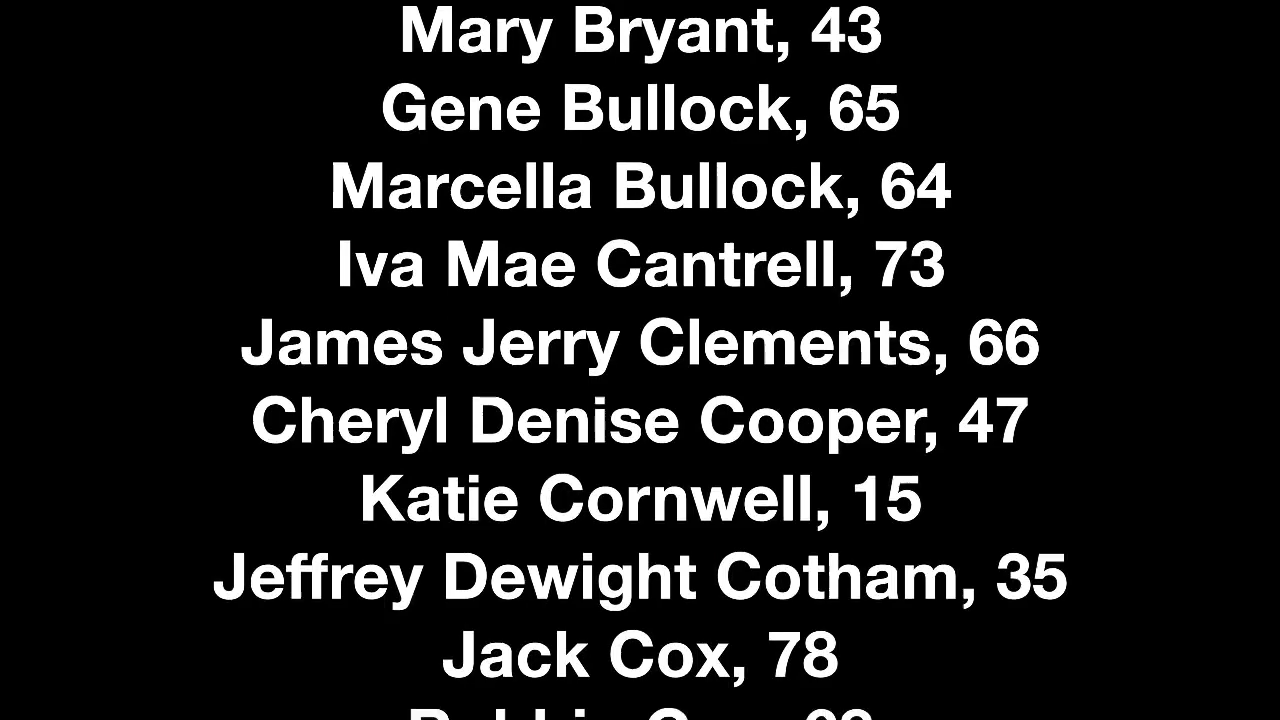 Mary Bryant, 43
Gene Bullock, 65
Marcella Bullock, 64
Iva Mae Cantrell, 73
James Jerry Clements, 66
Cheryl Denise Cooper, 47
Katie Cornwell, 15
Jeffrey Dewight Cotham, 35
Jack Cox, 78